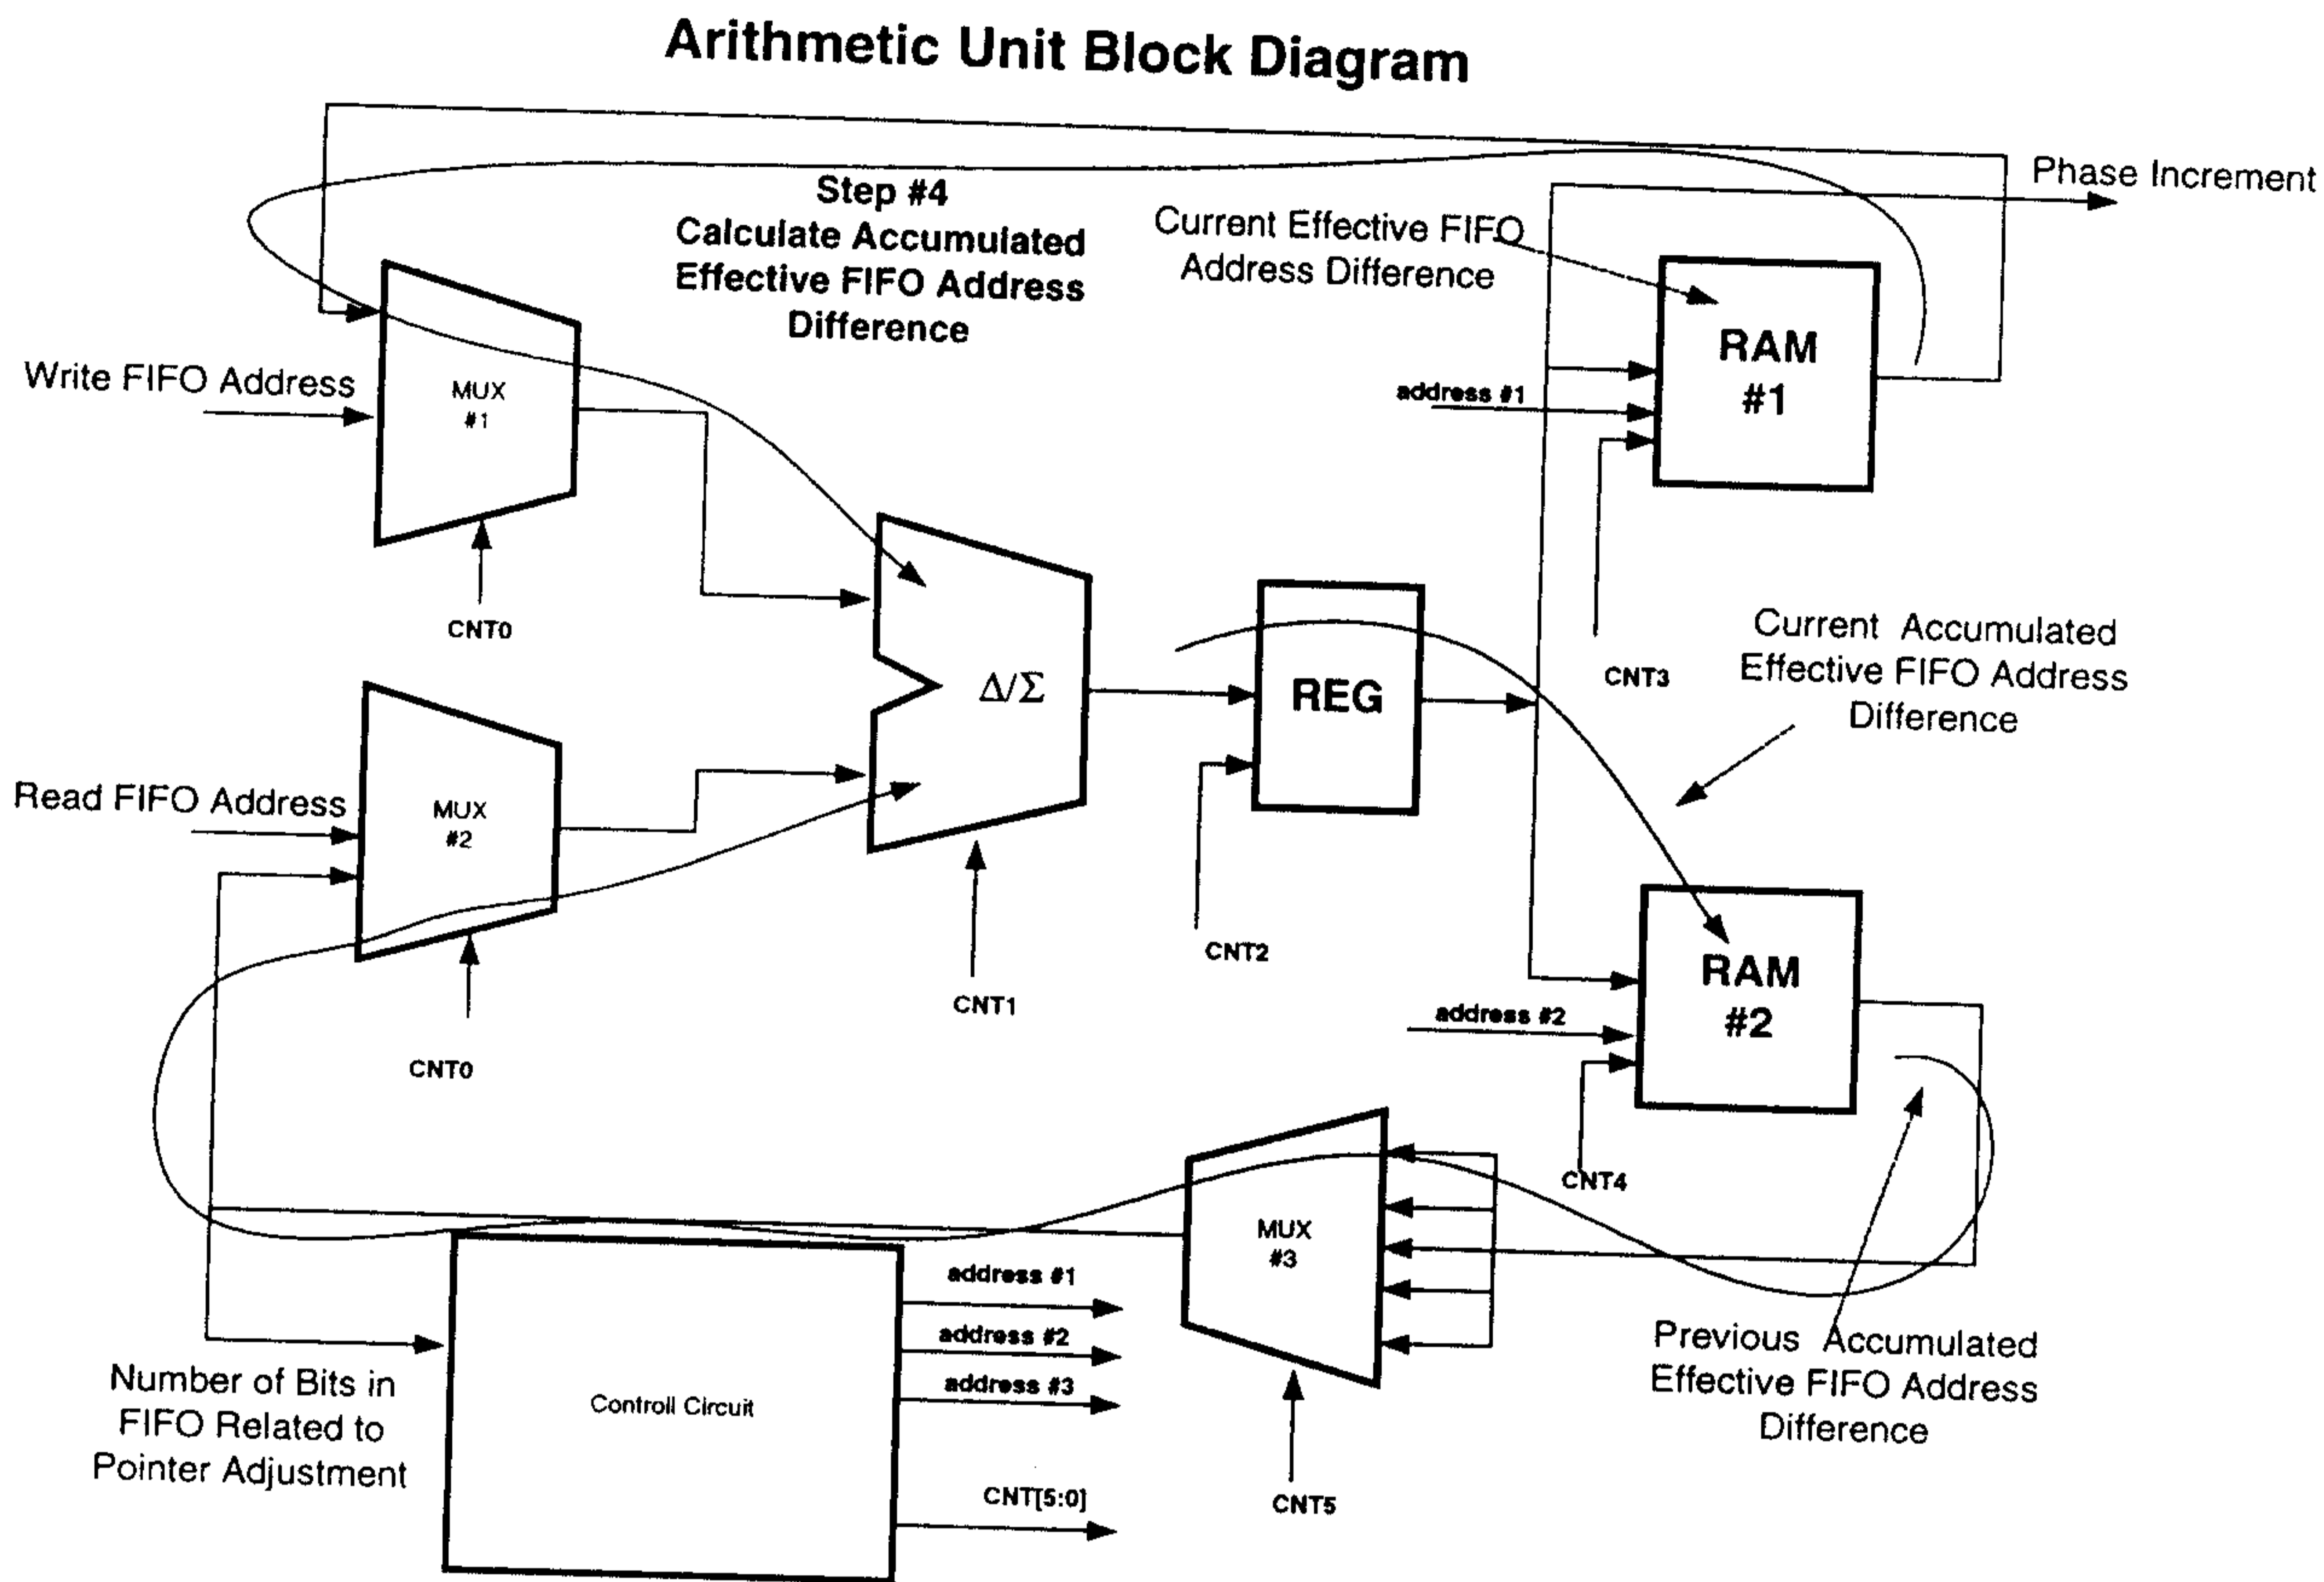 Arithmetic Unit Block Diagram
Phase Increment
Step #4
Calculate Accumulated
Effective FIFO Address
Difference
Current Effective FIFO
Address Difference
RAM
#1
address #1
Write FIFO Address
MUX
#1
CNT0
CNT3
Current Accumulated
Effective FIFO Address
Difference
Δ/Σ
REG
Read FIFO Address
MUX
#2
CNT2
CNT1
CNT0
RAM
#2
address #2
CNT4
MUX
#3
address #1
address #2
address #3
Controll Circuit
CNT[5:0]
CNT5
Number of Bits in
FIFO Related to
Pointer Adjustment
Previous Accumulated
Effective FIFO Address
Difference